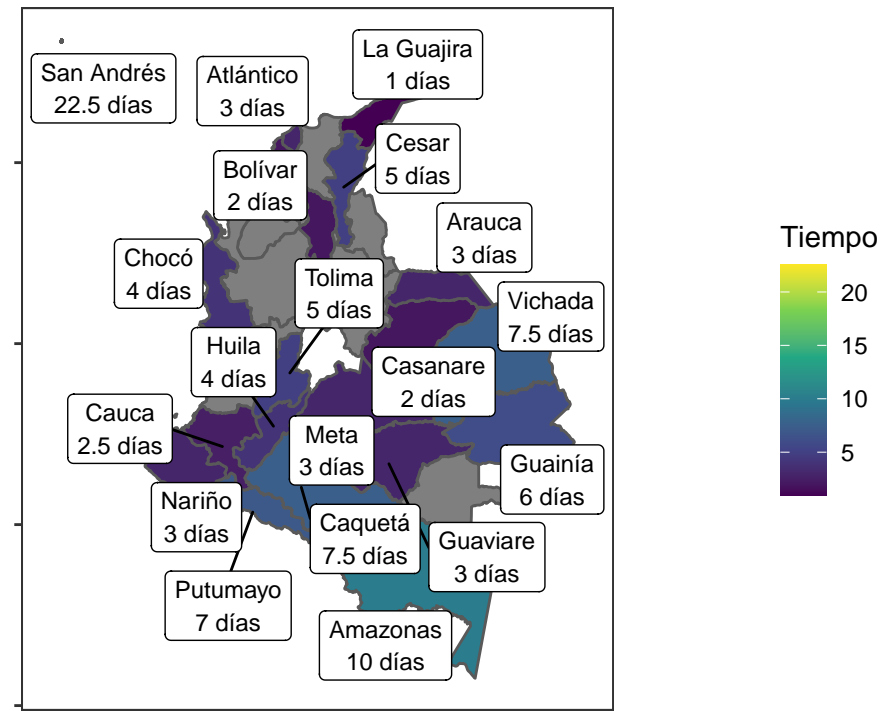 La Guajira
1 días
San Andrés
22.5 días
Atlántico
3 días
Cesar
5 días
Bolívar
2 días
Arauca
3 días
Chocó
4 días
Tolima
5 días
Vichada
7.5 días
Huila
4 días
Casanare
2 días
Cauca
2.5 días
Meta
3 días
Guainía
6 días
Nariño
3 días
Caquetá
7.5 días
Guaviare
3 días
Putumayo
7 días
Amazonas
10 días
Tiempo
20
15
10
5